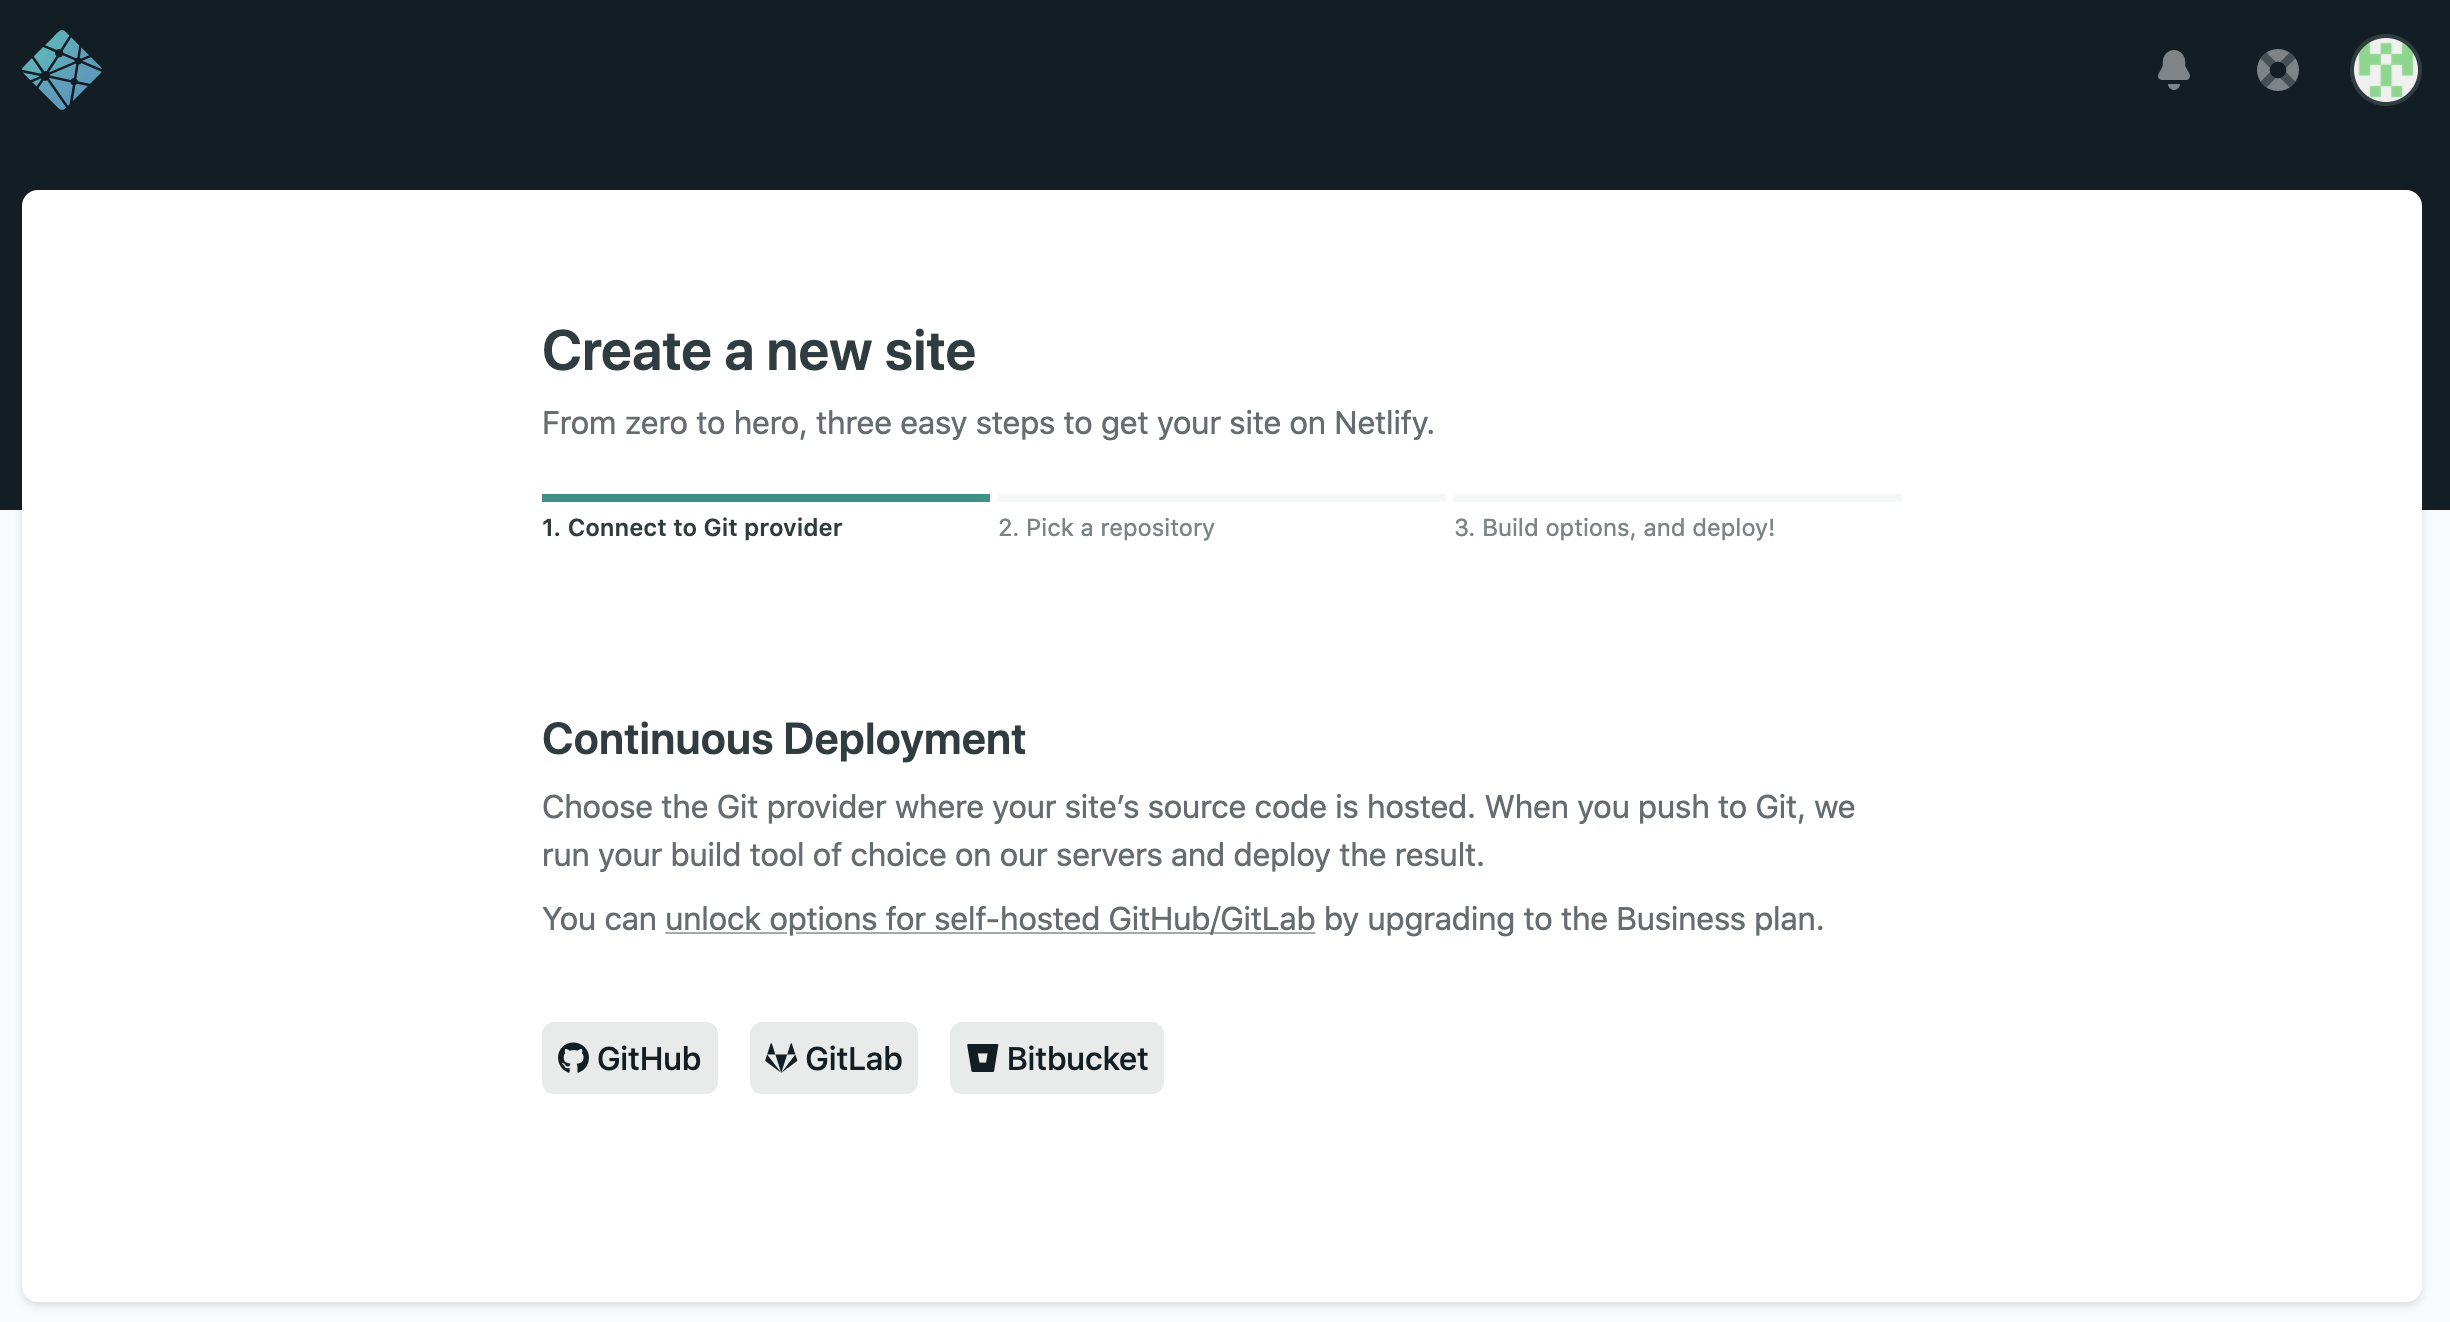 Create a new site
From zero to hero, three easy steps to get your site on Netlify.
1. Connect to Git provider
2. Pick a repository
3. Build options, and deploy!
Continuous Deployment
Choose the Git provider where your site’s source code is hosted. When you push to Git, we
run your build tool of choice on our servers and deploy the result.
You can unlock options for self-hosted GitHub/GitLab by upgrading to the Business plan.
GitHub
GitLab
Bitbucket